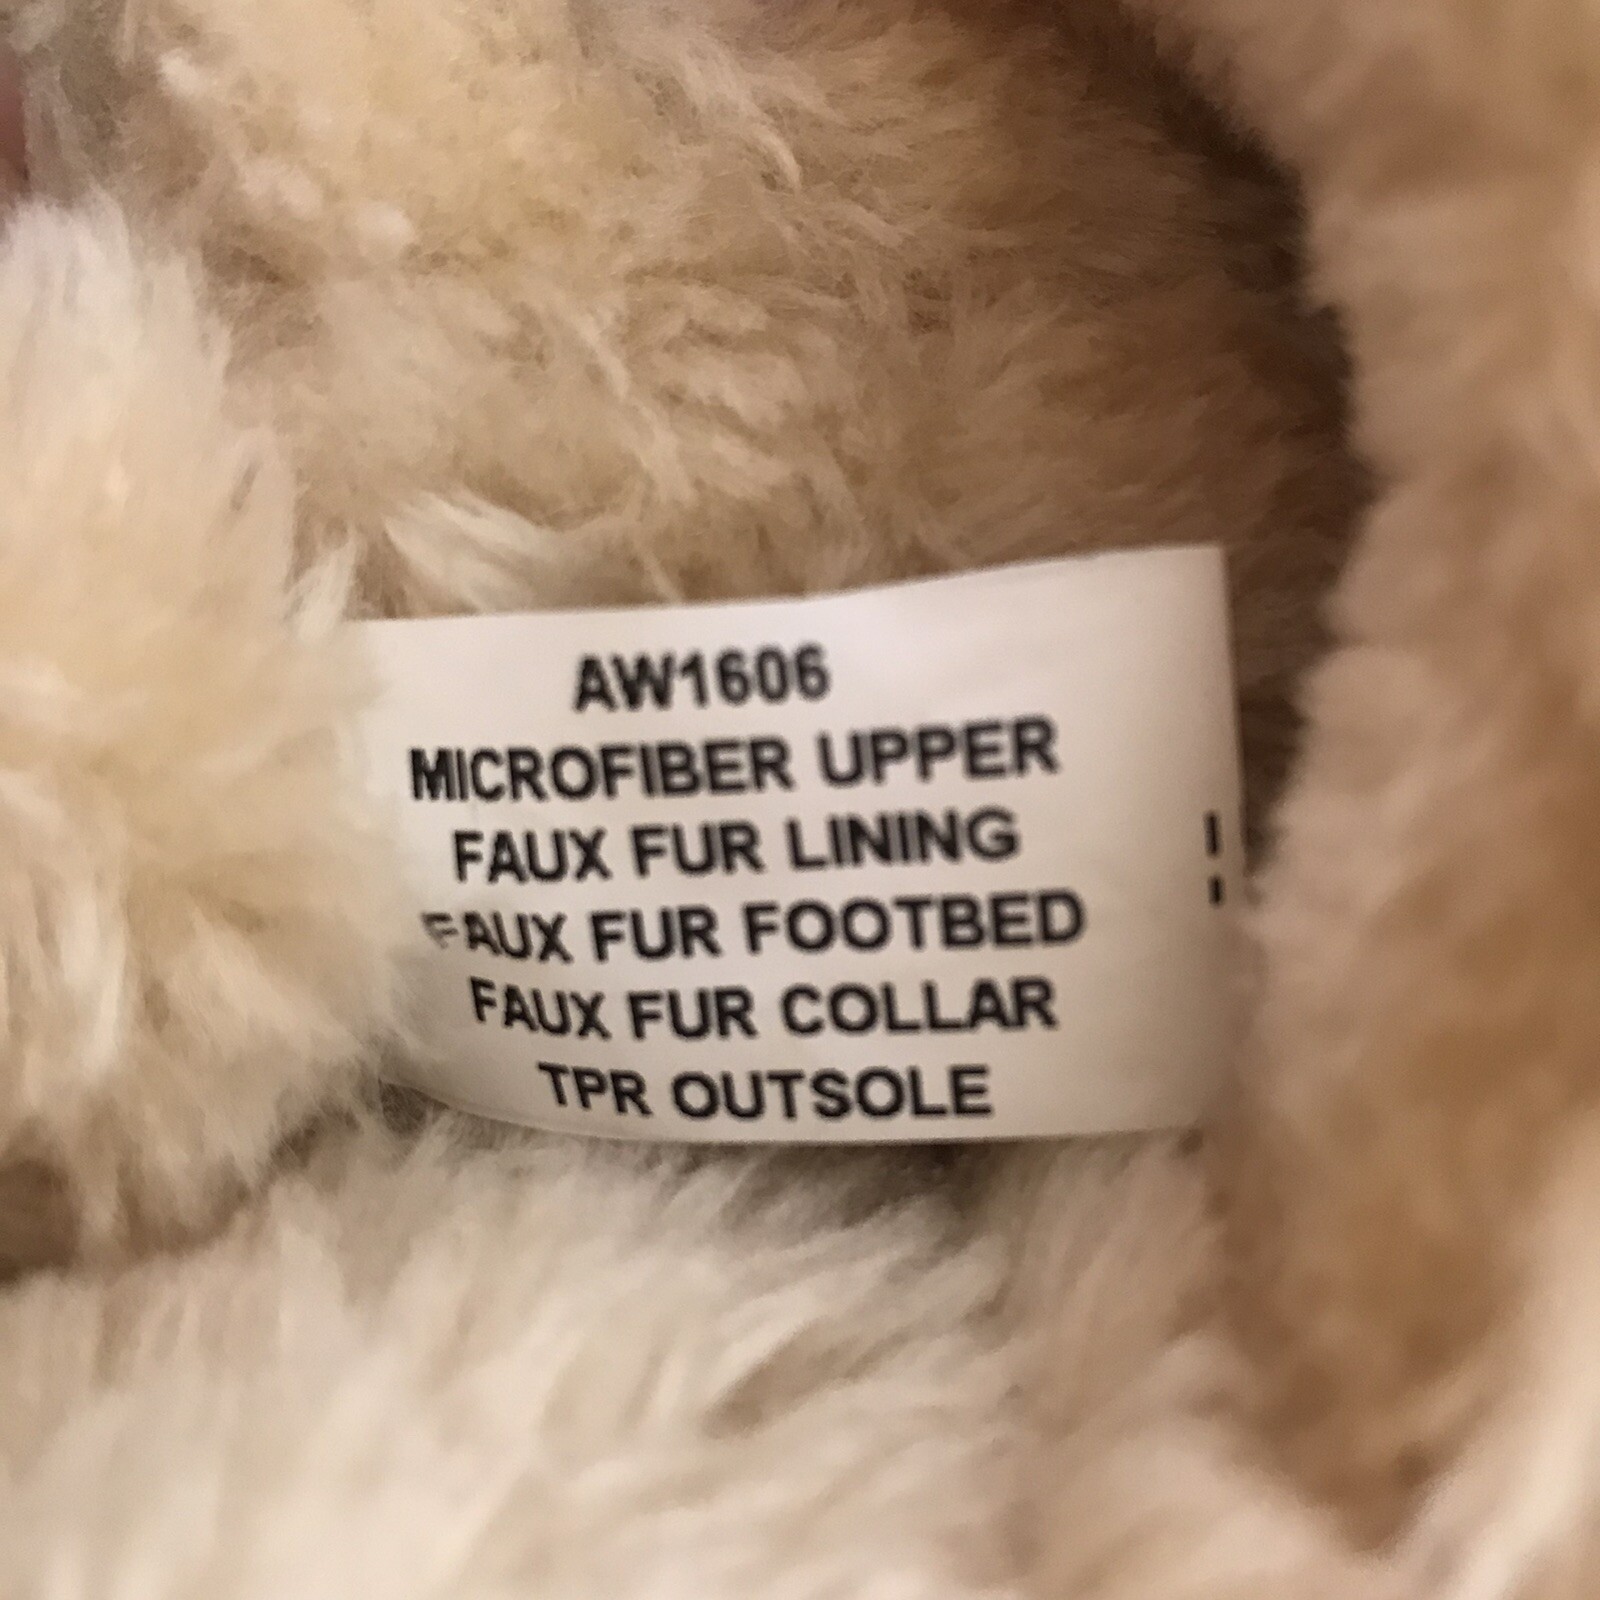 AW1606
MICROFIBER UPPER
FAUX FUR LINING
FAUX FUR FOOTBED
FAUX FUR COLLAR
TPR OUTSOLE